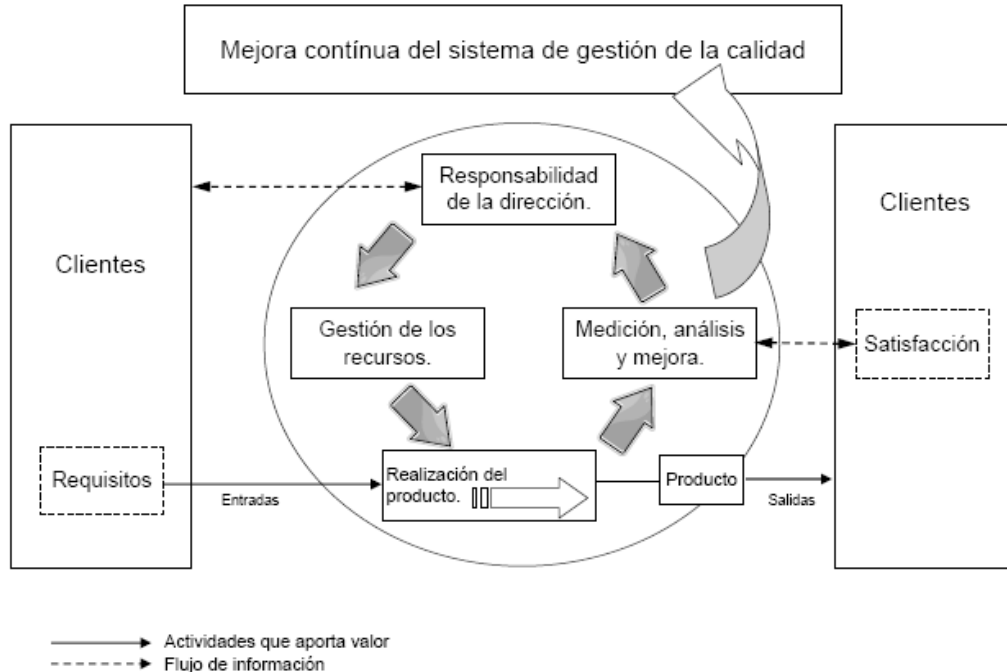 Mejora contínua del sistema de gestión de la calidad
Responsabilidad
de la dirección.
Clientes
Clientes
Gestión de los
recursos.
Medición, análisis
y mejora.
Satisfacción
Requisitos
Entradas
Realización del
producto.
Producto
Salidas
Actividades que aporta valor
Flujo de información